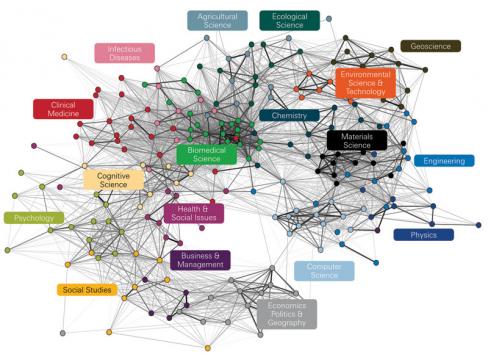 Agricultural
Science
Ecological
Science
Geoscience
Infectious
Diseases
Environmental
Science &
Technology
Clinical
Medicine
Chemistry
Materials
Science
Biomedical
Science
Engineering
Cognitive
Science
Health &
Social Issues
Psychology
Physics
Business &
Management
Computer
Science
Social Studies
Economics
Politics &
Geography